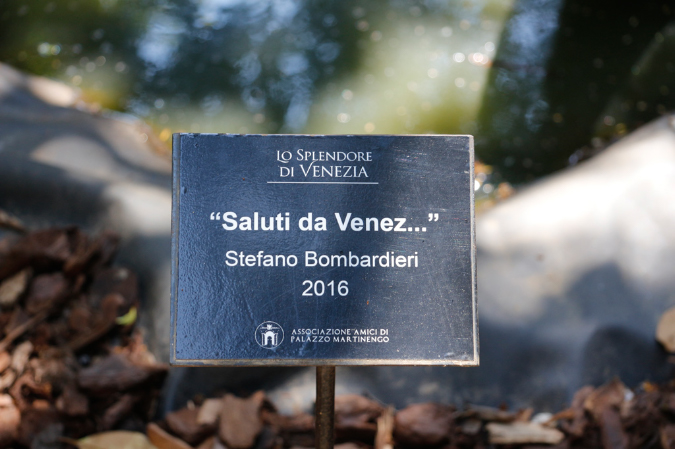 LO SPLENDORE
DI VENEZIA
“Saluti da Venez...”
Stefano Bombardieri
2016
ASSOCIAZIONE AMICI DI
PALAZZO MARTINENGO